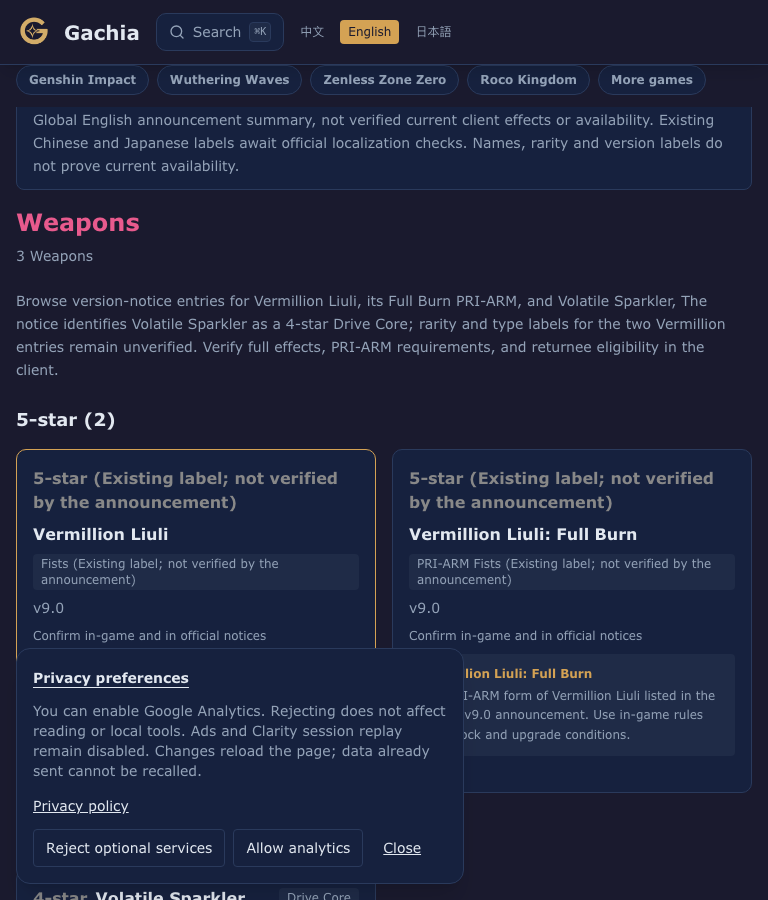 Gachia
Search ⌘K
中文
English
日本語
Genshin Impact
Wuthering Waves
Zenless Zone Zero
Roco Kingdom
More games
Global English announcement summary, not verified current client effects or availability. Existing
Chinese and Japanese labels await official localization checks. Names, rarity and version labels do
not prove current availability.
Weapons
3 Weapons
Browse version-notice entries for Vermillion Liuli, its Full Burn PRI-ARM, and Volatile Sparkler, The
notice identifies Volatile Sparkler as a 4-star Drive Core; rarity and type labels for the two Vermillion
entries remain unverified. Verify full effects, PRI-ARM requirements, and returnee eligibility in the
client.
5-star (2)
5-star (Existing label; not verified
by the announcement)
Vermillion Liuli
Fists (Existing label; not verified by the
announcement)
v9.0
Confirm in-game and in official notices
5-star (Existing label; not verified
by the announcement)
Vermillion Liuli: Full Burn
PRI-ARM Fists (Existing label; not verified by the
announcement)
v9.0
Confirm in-game and in official notices
Liuli: Full Burn
form of Vermillion Liuli listed in the
v9.0 announcement. Use in-game rules
and upgrade conditions.
Privacy preferences
You can enable Google Analytics. Rejecting does not affect
reading or local tools. Ads and Clarity session replay
remain disabled. Changes reload the page; data already
sent cannot be recalled.
Privacy policy
Reject optional services
Allow analytics
Close
4-star Volatile Sparkler
Drive Core